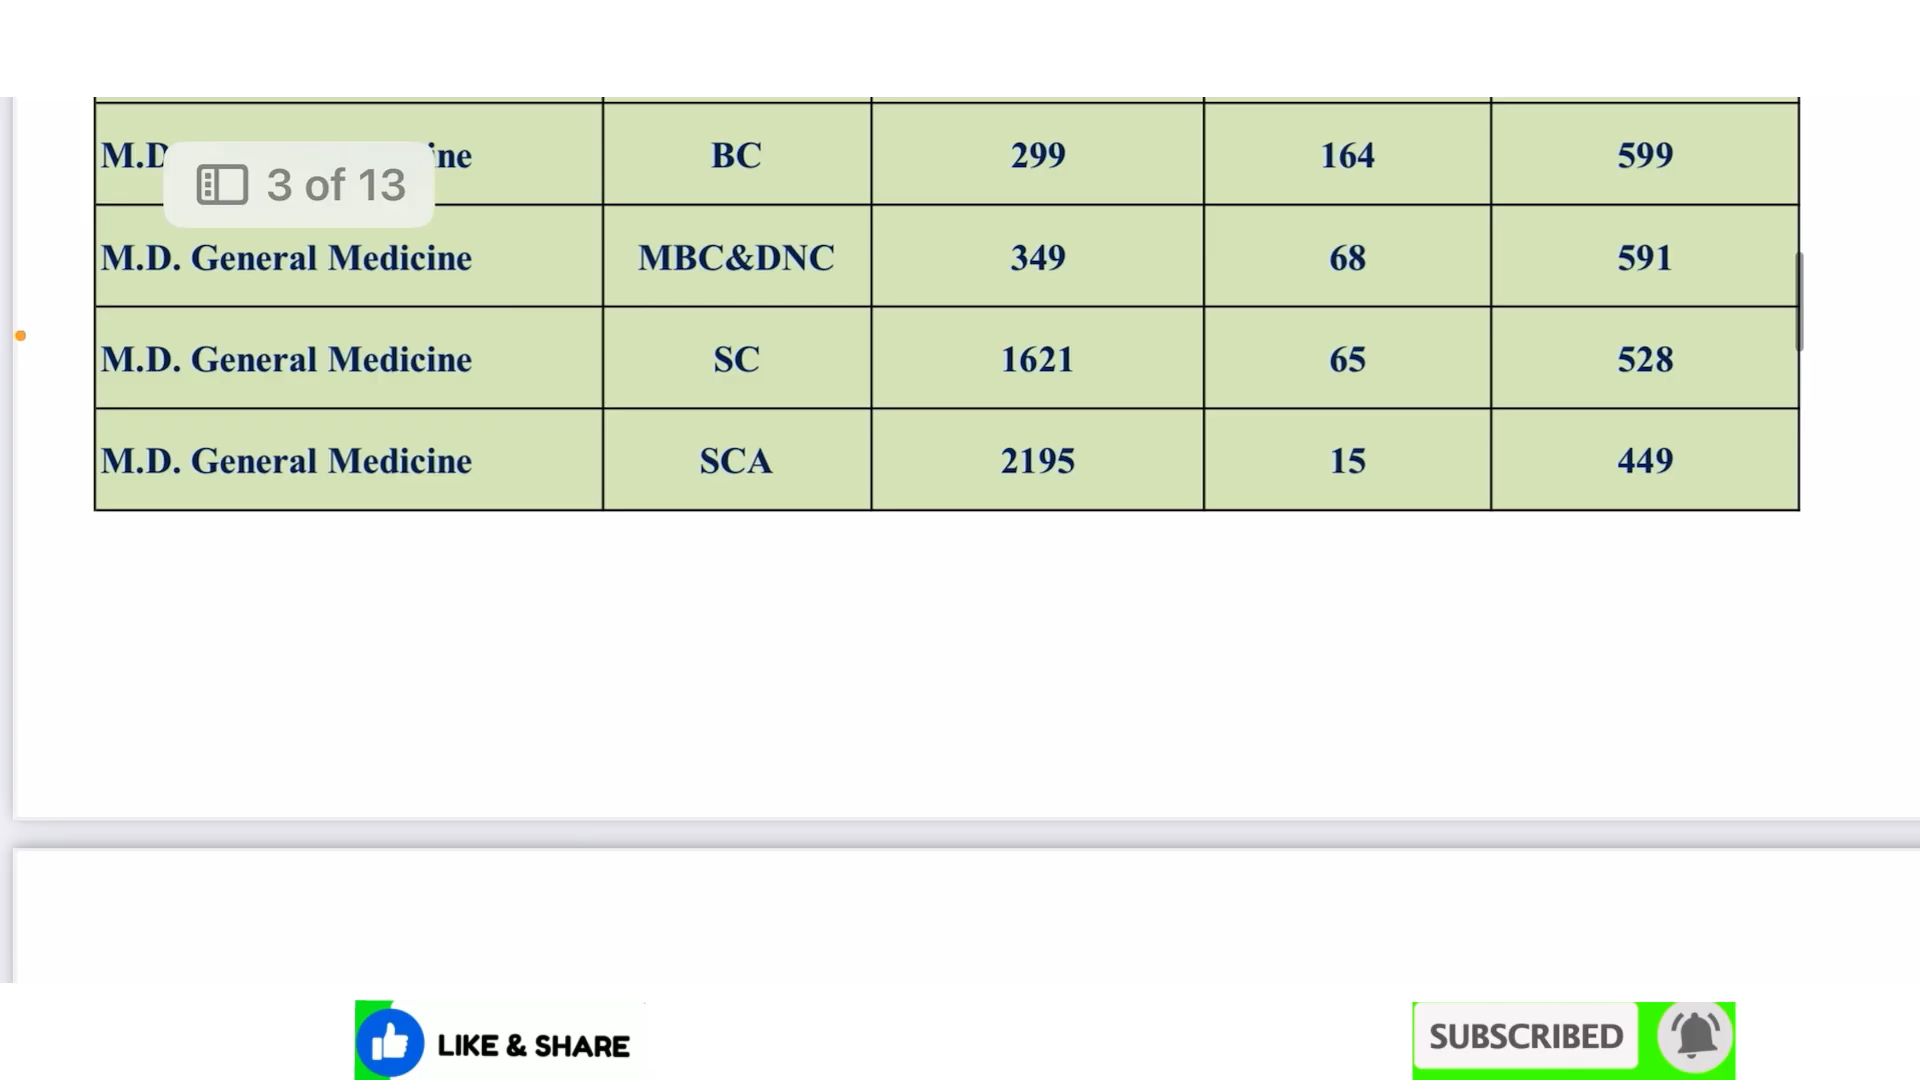 M.D ine BC 299 164 599
3 of 13
M.D. General Medicine MBC&DNC 349 68 591
M.D. General Medicine SC 1621 65 528
M.D. General Medicine SCA 2195 15 449
LIKE & SHARE
SUBSCRIBED